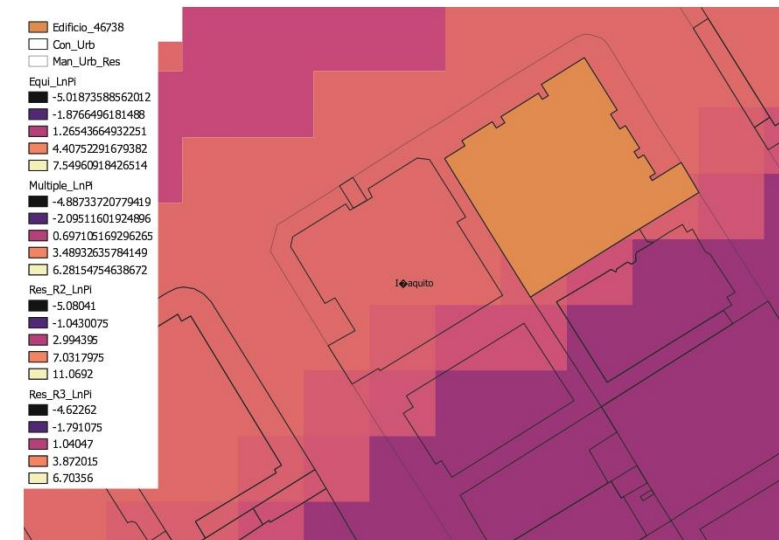 Edificio_46738
Con_Urb
Man_Urb_Res
Equi_LnPi
-5.01873588562012
-1.8766496181488
1.26543664932251
4.40752291679382
7.54960918426514
Multiple_LnPi
-4.88733720779419
-2.09511601924896
0.697105169296265
3.48932635784149
6.28154754638672
Res_R2_LnPi
-5.08041
-1.0430075
2.994395
7.0317975
11.0692
Res_R3_LnPi
-4.62262
-1.791075
1.04047
3.872015
6.70356
I�aquito